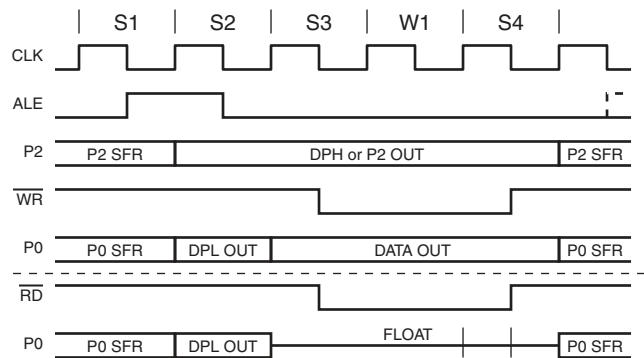 S1 S2 S3 W1 S4
CLK
ALE
P2 P2 SFR DPH or P2 OUT P2 SFR
WR
P0 P0 SFR DPL OUT DATA OUT P0 SFR
RD
P0 P0 SFR DPL OUT FLOAT P0 SFR